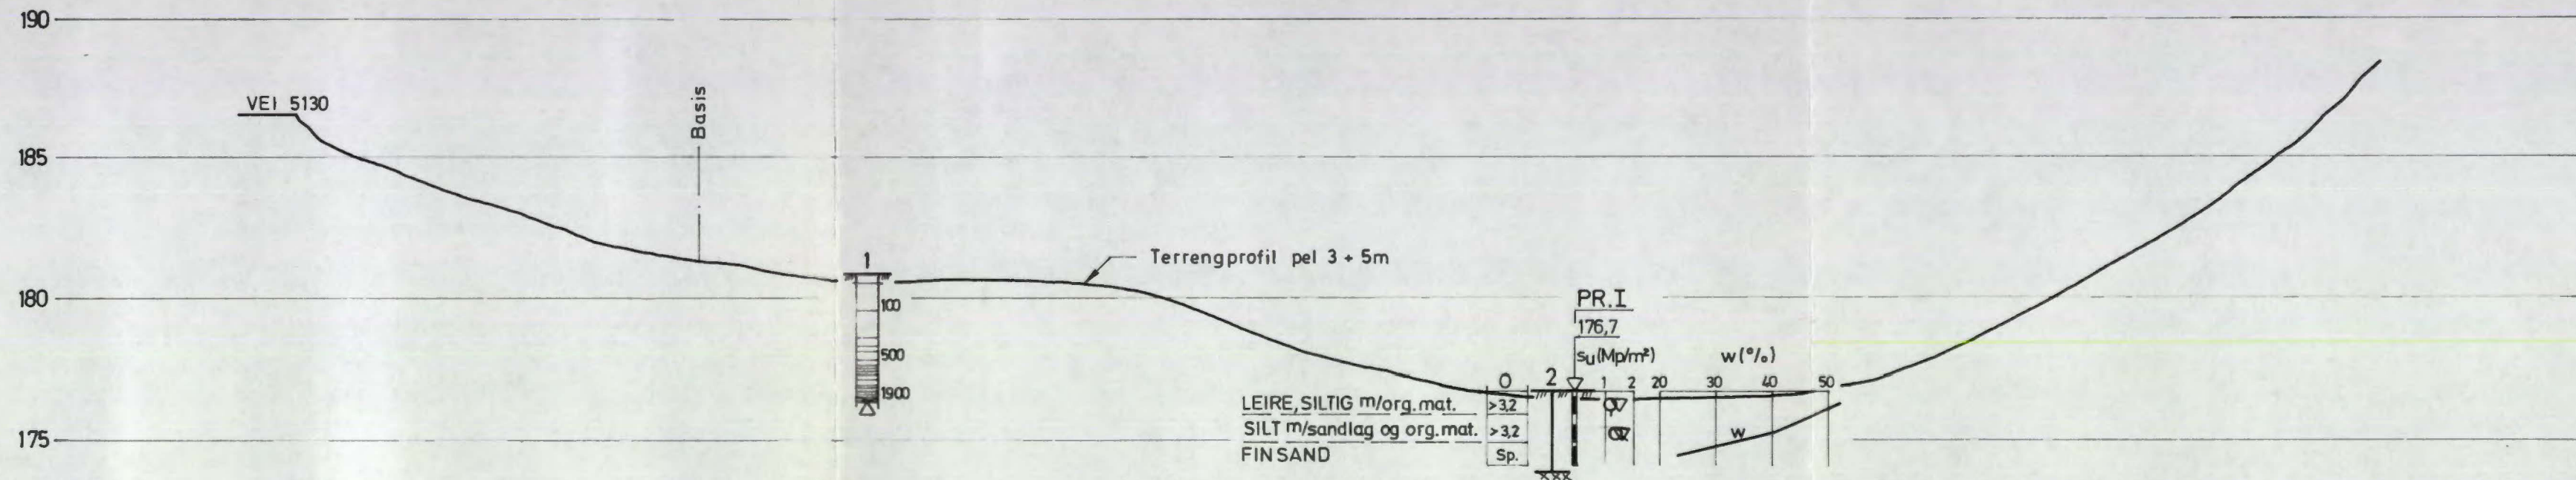 190
VEI 5130
Basis
185
1
Terrengprofil pel 3 + 5m
180
100
PR.I
176,7
500
su(Mp/m²) w(%)
O 2 1 2 20 30 40 50
1900
LEIRE, SILTIG m/org.mat. >3,2
SILT m/sandlag og org.mat. >3,2
w
175
FINSAND Sp.